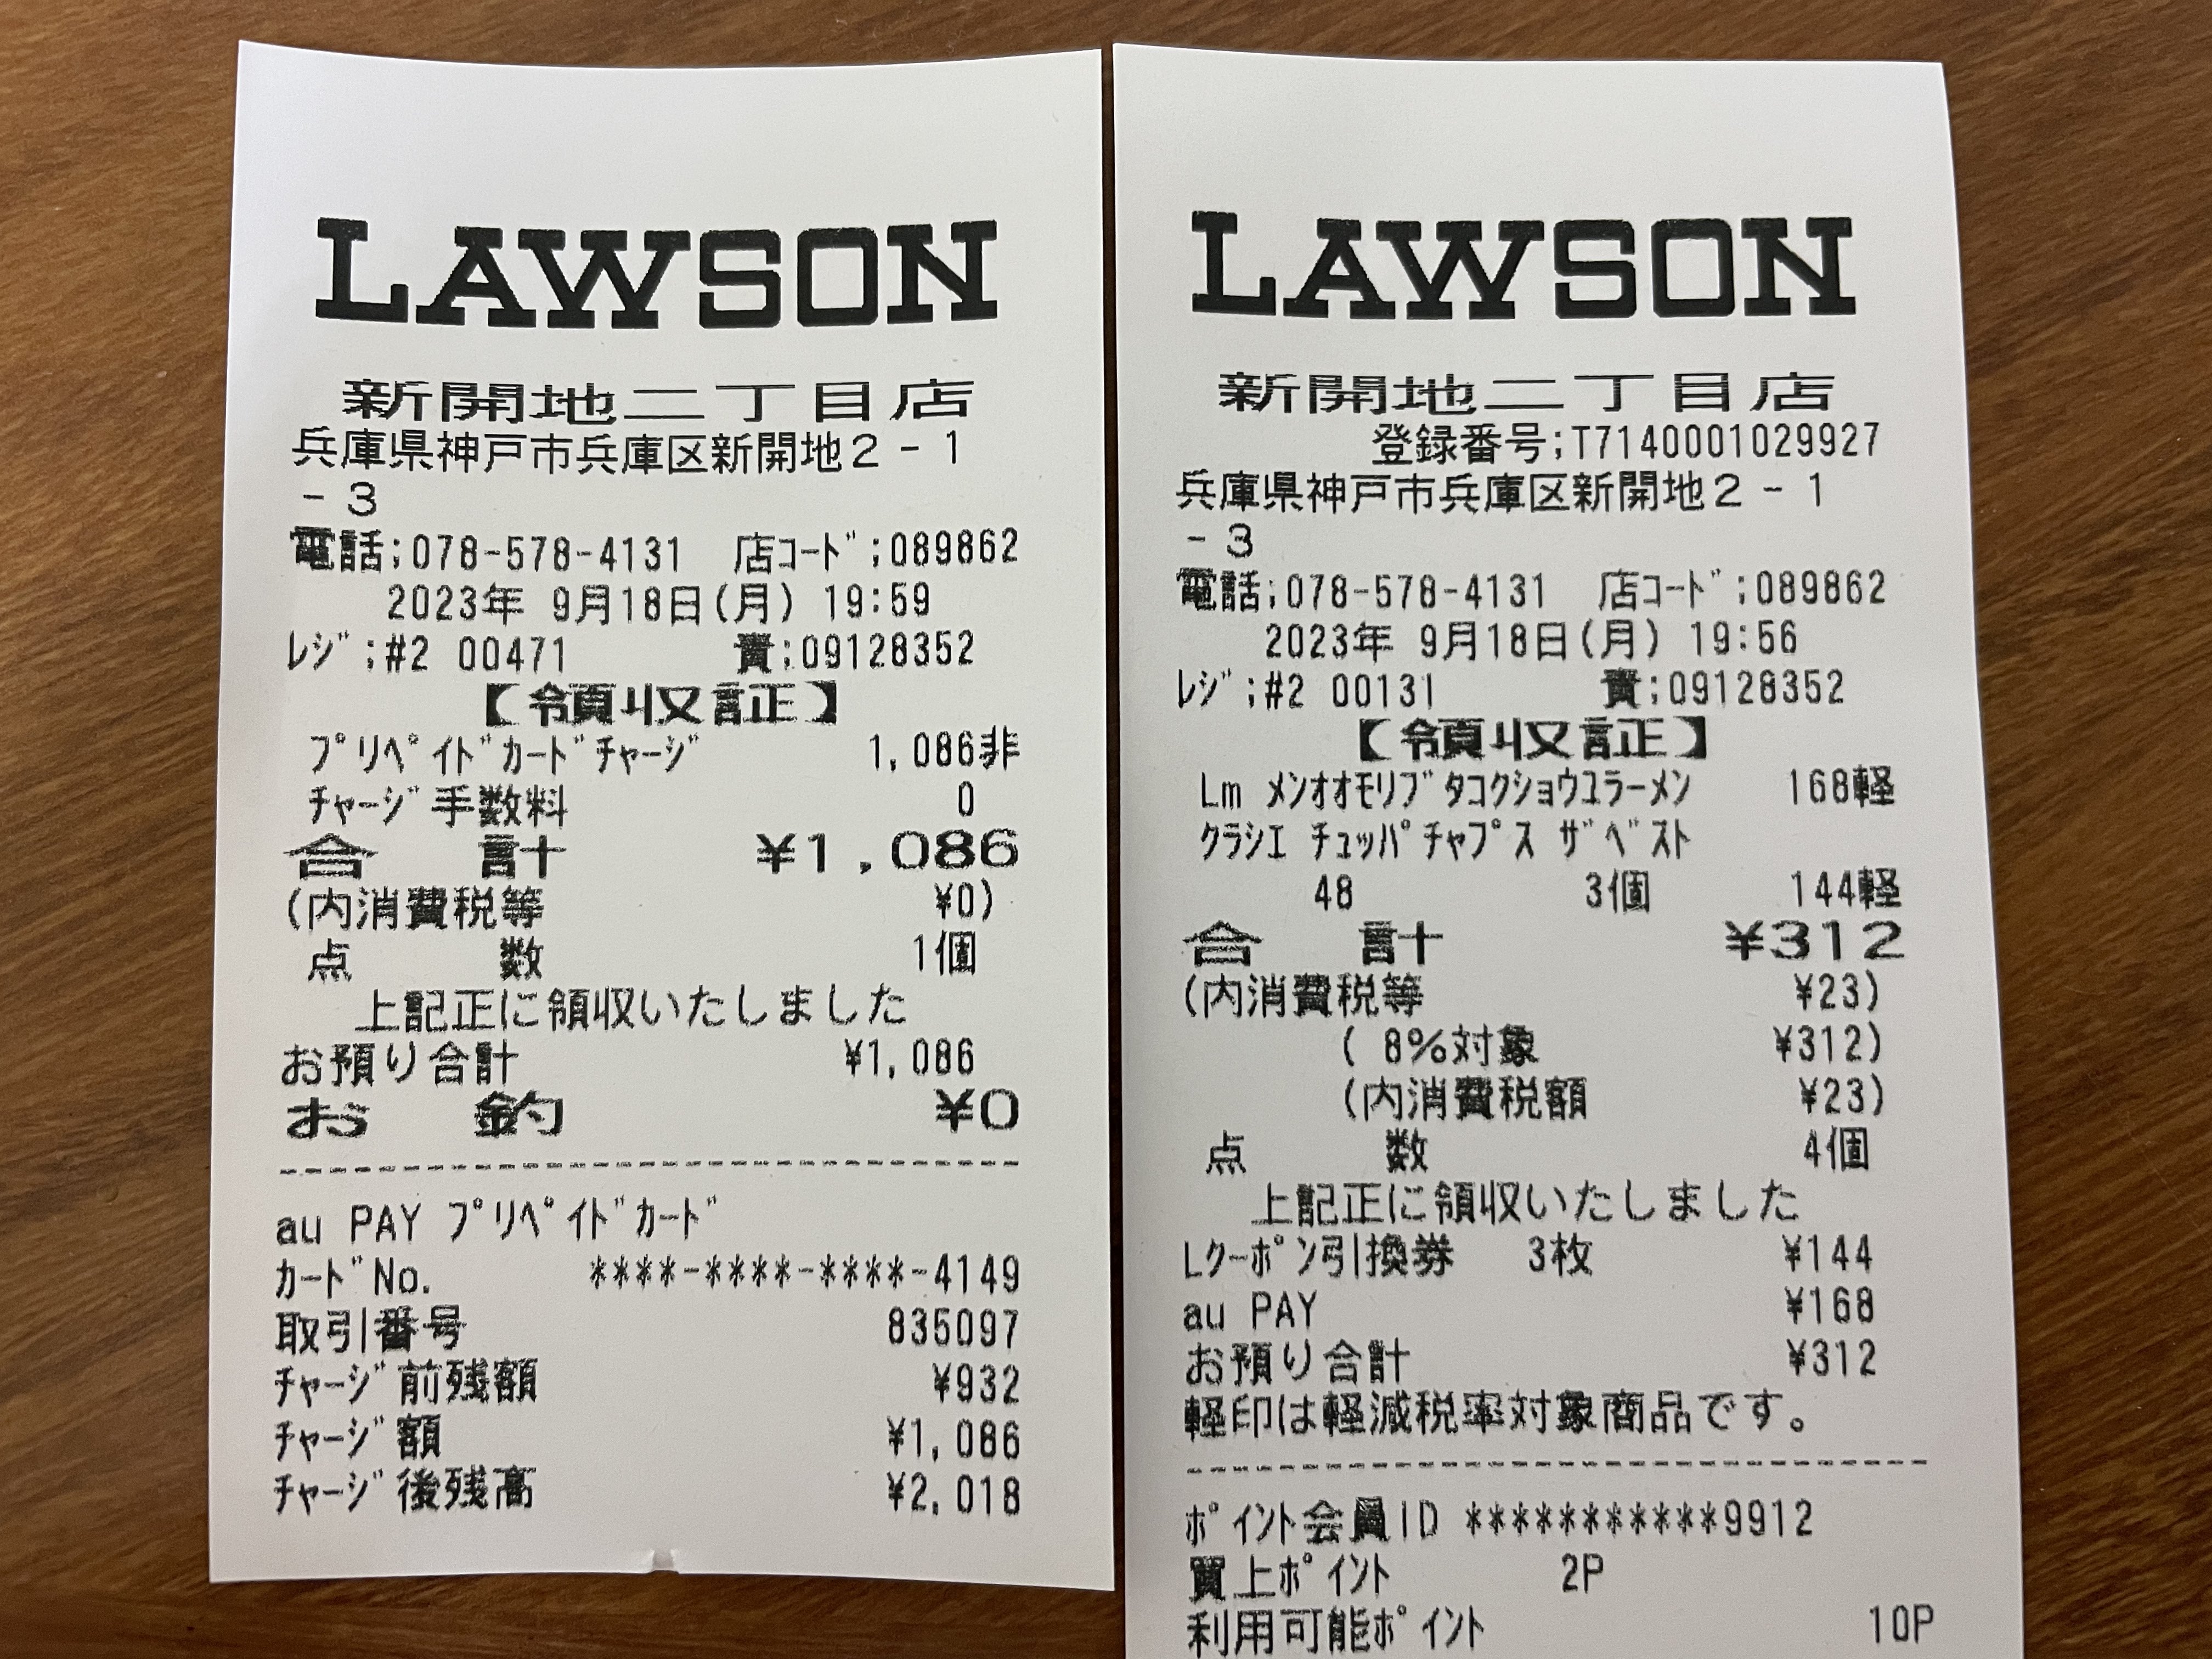 LAWSON
新開地二丁目店
兵庫県神戸市兵庫区新開地2-1
-3
電話;078-578-4131 店コード;089862
2023年 9月18日(月) 19:59
レジ;#2 00471 責:09128352
【領収証】
プリペイドカードチャージ 1,086非
チャージ手数料 0
合 計 ¥1,086
(内消費税等 ¥0)
点 数 1個
上記正に領収いたしました
お預り合計 ¥1,086
お 釣 ¥0
au PAY プリペイドカード
カードNo. ****-****-****-4149
取引番号 835097
チャージ前残額 ¥932
チャージ額 ¥1,086
チャージ後残高 ¥2,018
LAWSON
新開地二丁目店
登録番号;T7140001029927
兵庫県神戸市兵庫区新開地2-1
-3
電話;078-578-4131 店コード;089862
2023年 9月18日(月) 19:56
レジ;#2 00131 責;09128352
【領収証】
Lm メンオオモリブタコクショウユラーメン 168軽
クラシエ チュッパチャプス ザベスト
48 3個 144軽
合 計 ¥312
(内消費税等 ¥23)
( 8%対象 ¥312)
(内消費税額 ¥23)
点 数 4個
上記正に領収いたしました
Lクーポン引換券 3枚 ¥144
au PAY ¥168
お預り合計 ¥312
軽印は軽減税率対象商品です。
ポイント会員ID ***********9912
買上ポイント 2P
利用可能ポイント 10P